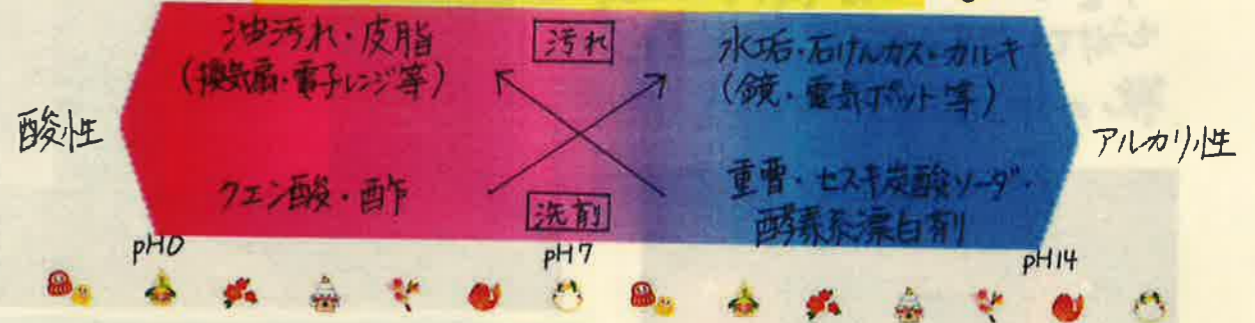 油汚れ・皮脂
(換気扇・電子レンジ等)
汚れ
水垢・石けんカス・カルキ
(鏡・電気ポット等)
酸性
アルカリ性
クエン酸・酢
洗剤
重曹・セスキ炭酸ソーダ・
酵素系漂白剤
pH0
pH7
pH14